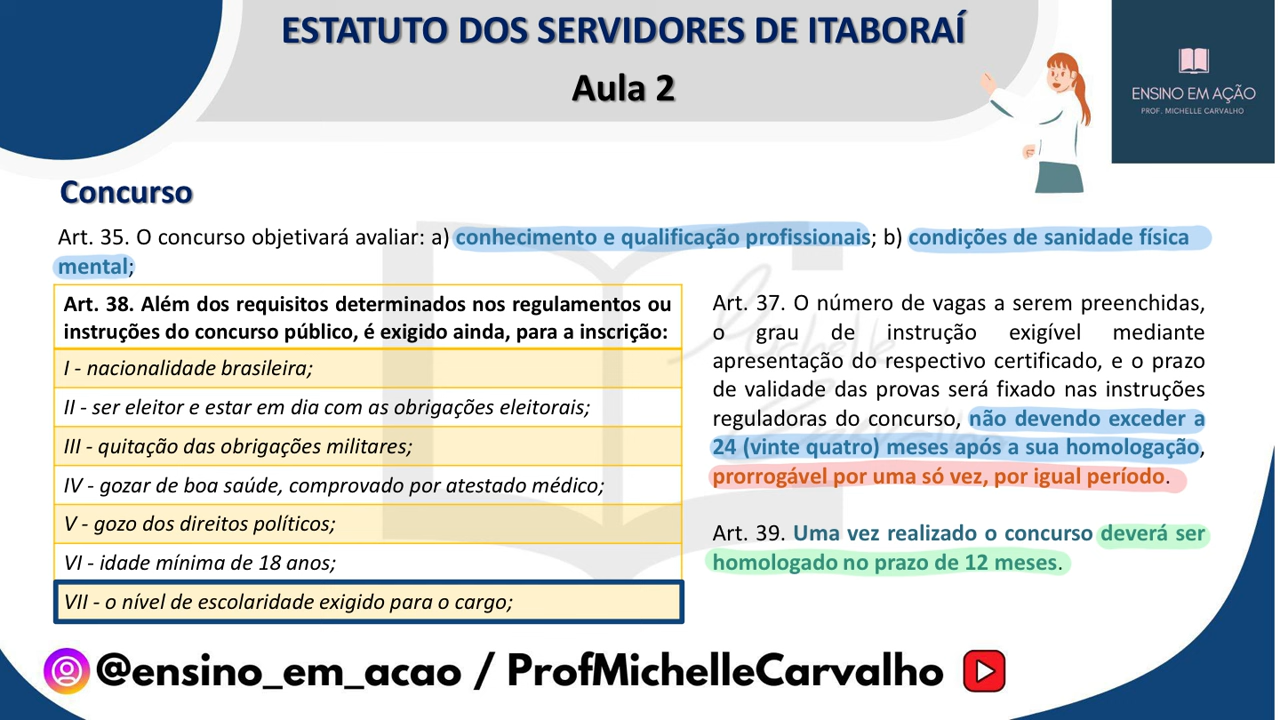 ESTATUTO DOS SERVIDORES DE ITABORAÍ
Aula 2
ENSINO EM AÇÃO
PROF. MICHELLE CARVALHO
Concurso
Art. 35. O concurso objetivará avaliar: a) conhecimento e qualificação profissionais; b) condições de sanidade física
mental;
Art. 38. Além dos requisitos determinados nos regulamentos ou
instruções do concurso público, é exigido ainda, para a inscrição:
I - nacionalidade brasileira;
II - ser eleitor e estar em dia com as obrigações eleitorais;
III - quitação das obrigações militares;
IV - gozar de boa saúde, comprovado por atestado médico;
V - gozo dos direitos políticos;
VI - idade mínima de 18 anos;
VII - o nível de escolaridade exigido para o cargo;
Art. 37. O número de vagas a serem preenchidas,
o grau de instrução exigível mediante
apresentação do respectivo certificado, e o prazo
de validade das provas será fixado nas instruções
reguladoras do concurso, não devendo exceder a
24 (vinte quatro) meses após a sua homologação,
prorrogável por uma só vez, por igual período.
Art. 39. Uma vez realizado o concurso deverá ser
homologado no prazo de 12 meses.
Michelle
Carvalho
@ensino_em_acao / ProfMichelleCarvalho